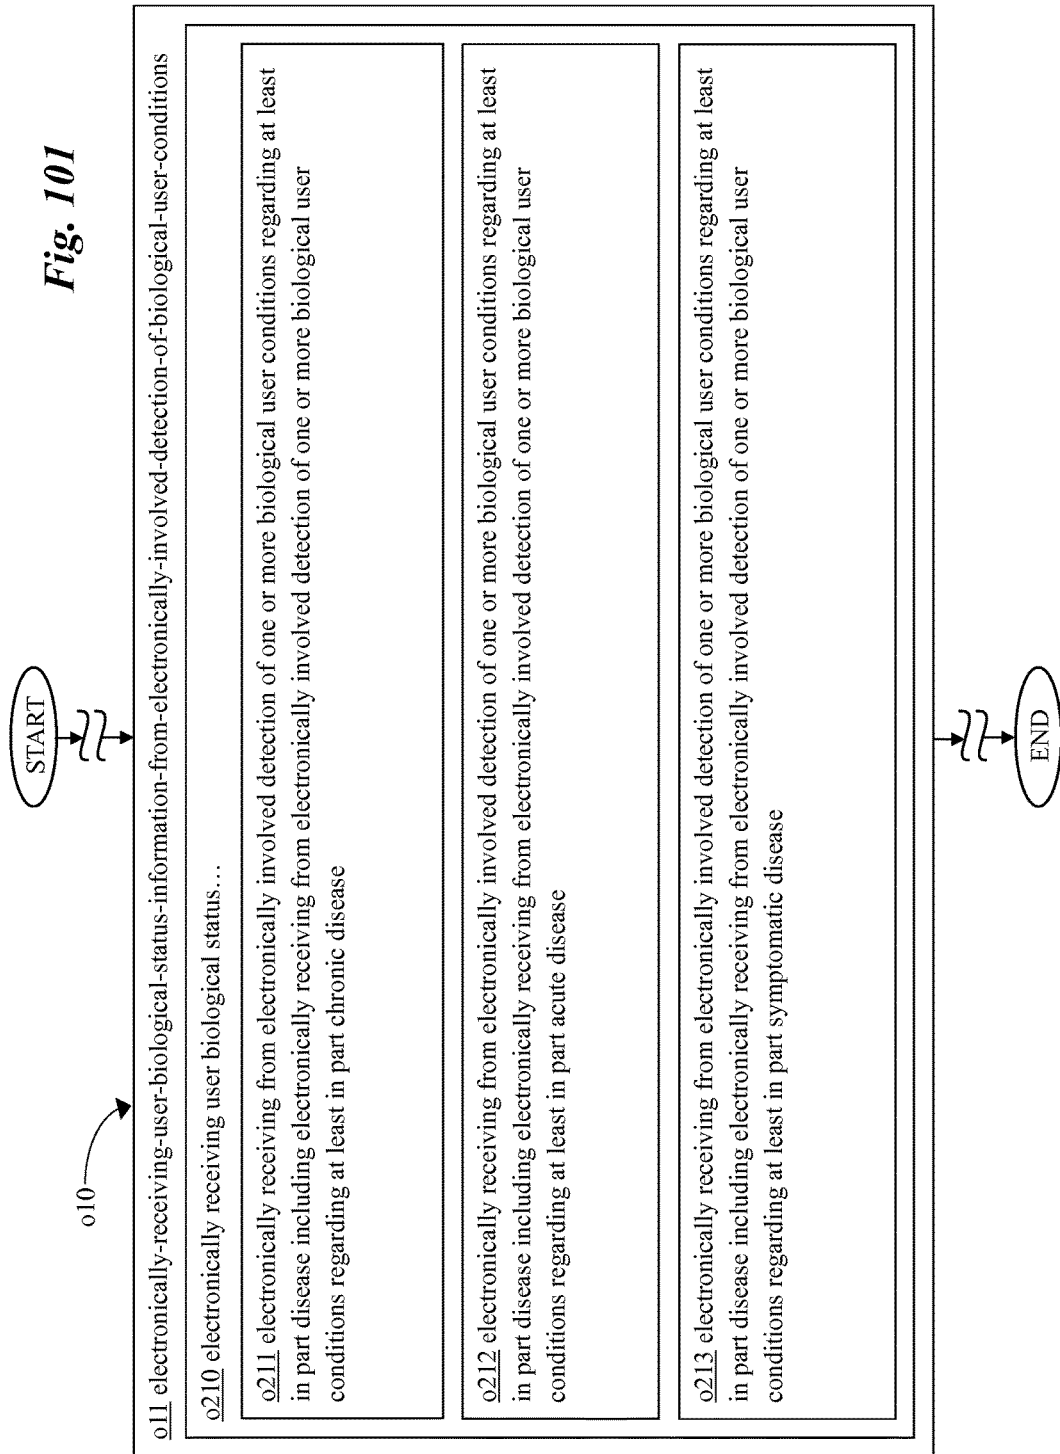 Fig. 101
START
o10
o11 electronically-receiving-user-biological-status-information-from-electronically-involved-detection-of-biological-user-conditions
o210 electronically receiving user biological status…
o211 electronically receiving from electronically involved detection of one or more biological user conditions regarding at least
in part disease including electronically receiving from electronically involved detection of one or more biological user
conditions regarding at least in part chronic disease
o212 electronically receiving from electronically involved detection of one or more biological user conditions regarding at least
in part disease including electronically receiving from electronically involved detection of one or more biological user
conditions regarding at least in part acute disease
o213 electronically receiving from electronically involved detection of one or more biological user conditions regarding at least
in part disease including electronically receiving from electronically involved detection of one or more biological user
conditions regarding at least in part symptomatic disease
END